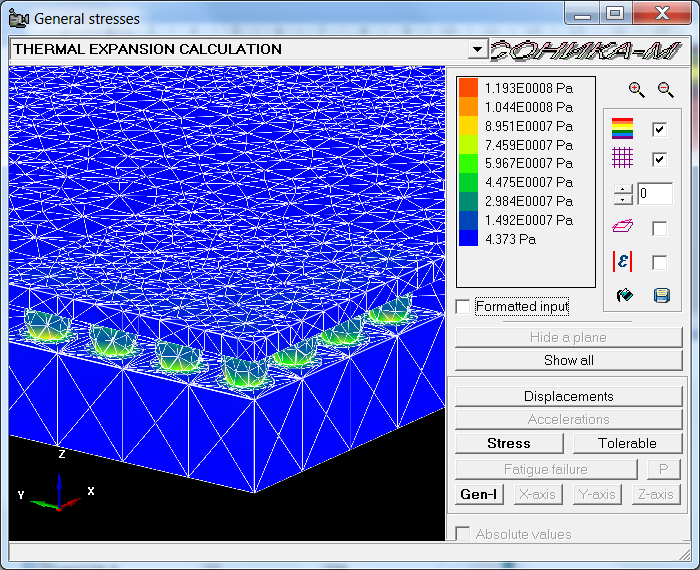 General stresses
THERMAL EXPANSION CALCULATION
СОНИКА-М
1.193E0008 Pa
1.044E0008 Pa
8.951E0007 Pa
7.459E0007 Pa
5.967E0007 Pa
4.475E0007 Pa
2.984E0007 Pa
1.492E0007 Pa
4.373 Pa
0
ε
Formatted input
Hide a plane
Show all
Displacements
Accelerations
Stress
Tolerable
Fatigue failure
P
Gen-l
X-axis
Y-axis
Z-axis
Absolute values
Z
Y
X